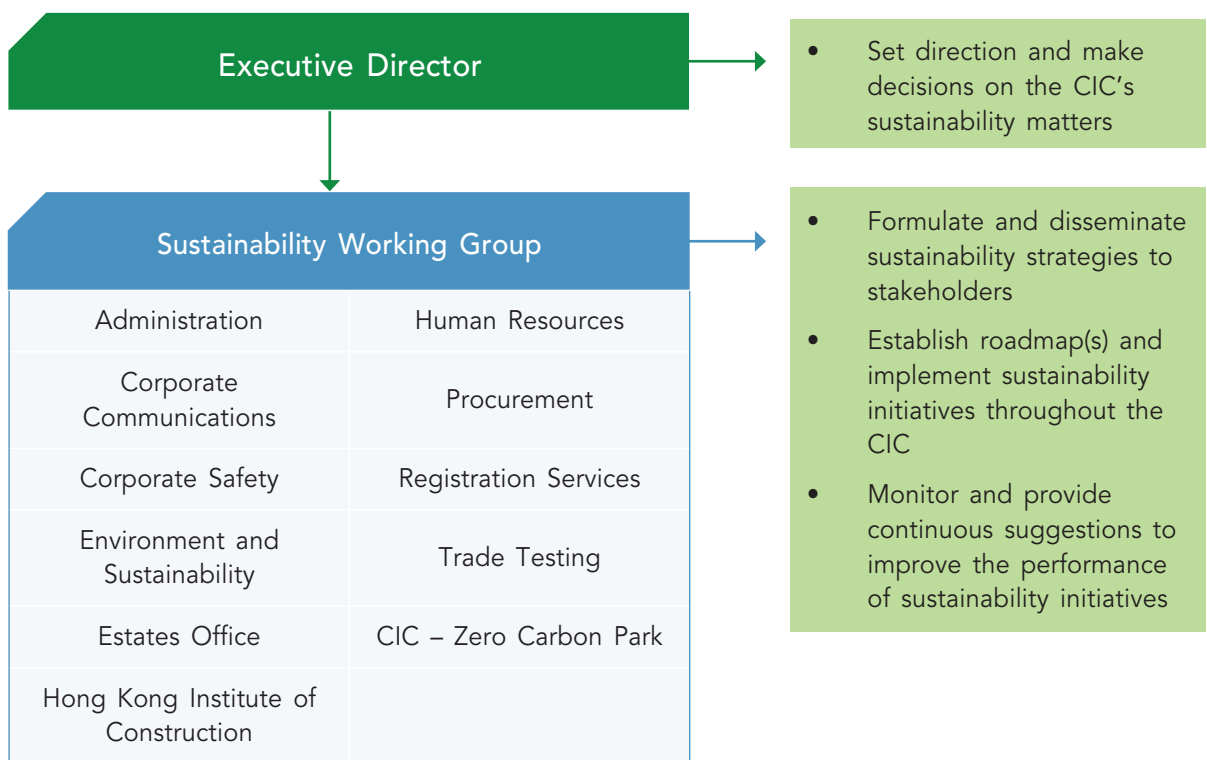 Executive Director
• Set direction and make
decisions on the CIC's
sustainability matters
Sustainability Working Group
Administration
Human Resources
Corporate
Communications
Procurement
Corporate Safety
Registration Services
Environment and
Sustainability
Trade Testing
Estates Office
CIC – Zero Carbon Park
Hong Kong Institute of
Construction
• Formulate and disseminate
sustainability strategies to
stakeholders
• Establish roadmap(s) and
implement sustainability
initiatives throughout the
CIC
• Monitor and provide
continuous suggestions to
improve the performance
of sustainability initiatives